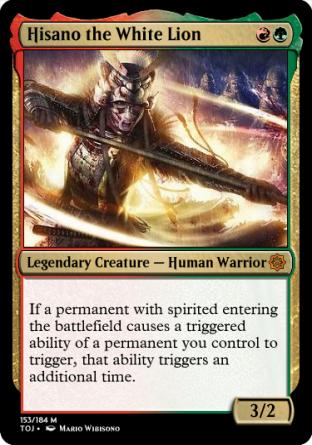 Hisano the White Lion
Legendary Creature — Human Warrior
If a permanent with spirited entering
the battlefield causes a triggered
ability of a permanent you control to
trigger, that ability triggers an
additional time.
3/2
153/184 M
TOJ • Mario Wibisono